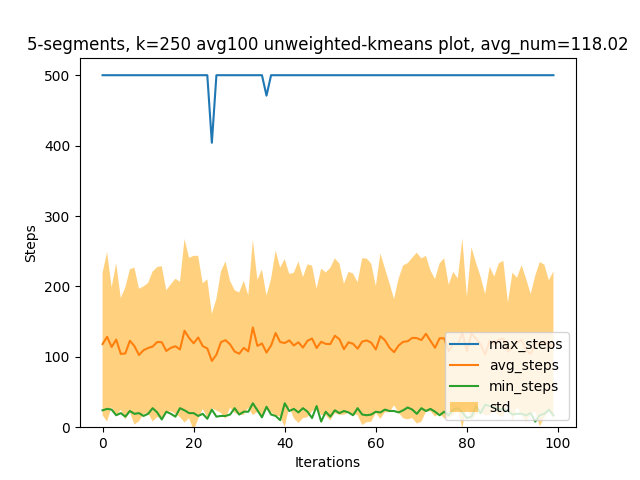 5-segments, k=250 avg100 unweighted-kmeans plot, avg_num=118.02
500
400
300
200
100
0
Steps
max_steps
avg_steps
min_steps
std
0 20 40 60 80 100
Iterations